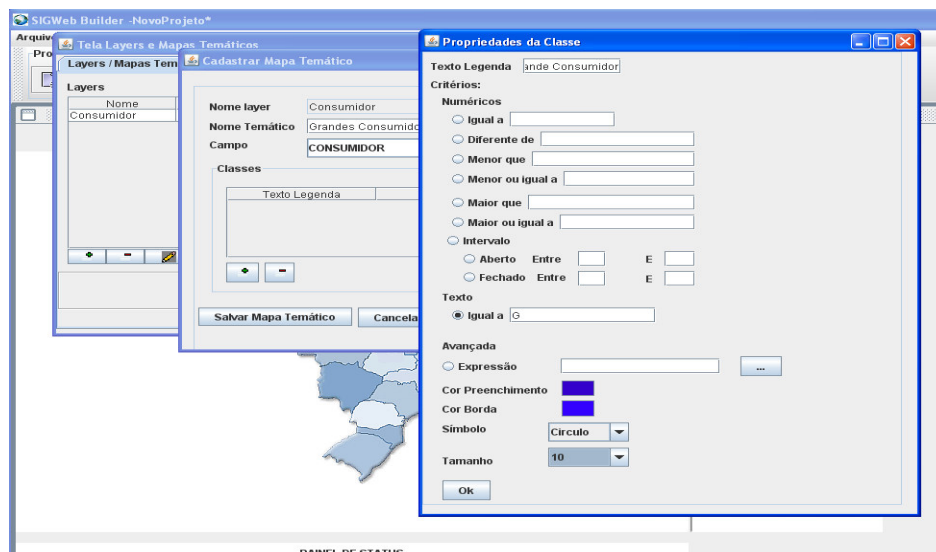 SIGWeb Builder -NovoProjeto*
Arquiv
Pro
Tela Layers e Mapas Temáticos
Layers / Mapas Tem
Layers
Nome
Consumidor
Cadastrar Mapa Temático
Nome layer Consumidor
Nome Temático Grandes Consumido
Campo CONSUMIDOR
Classes
Texto Legenda
+ -
Salvar Mapa Temático Cancela
Propriedades da Classe
Texto Legenda ande Consumidor
Critérios:
Numéricos
Igual a
Diferente de
Menor que
Menor ou igual a
Maior que
Maior ou igual a
Intervalo
Aberto Entre E
Fechado Entre E
Texto
Igual a G
Avançada
Expressão ...
Cor Preenchimento
Cor Borda
Símbolo Circulo
Tamanho 10
Ok
PAINEL DE STATUS